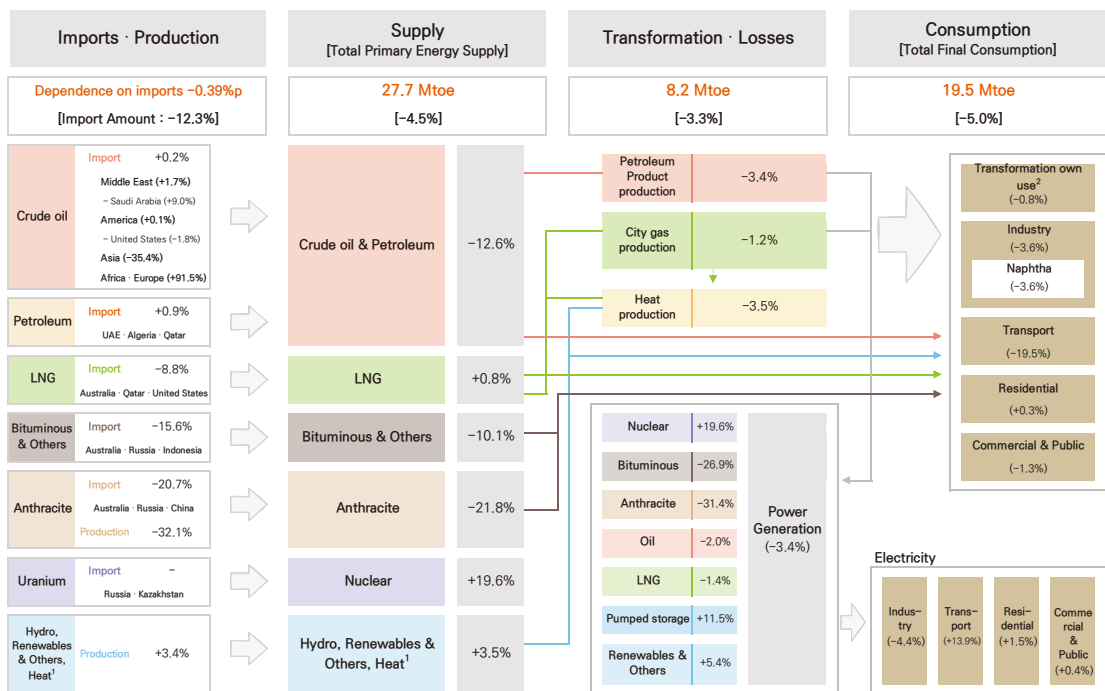 Imports · Production
Supply
[Total Primary Energy Supply]
Transformation · Losses
Consumption
[Total Final Consumption]
Dependence on imports −0.39%p
[Import Amount : −12.3%]
27.7 Mtoe
[−4.5%]
8.2 Mtoe
[−3.3%]
19.5 Mtoe
[−5.0%]
Crude oil
Import +0.2%
Middle East (+1.7%)
− Saudi Arabia (+9.0%)
America (+0.1%)
− United States (−1.8%)
Asia (−35.4%)
Africa · Europe (+91.5%)
Petroleum
Import +0.9%
UAE · Algeria · Qatar
LNG
Import −8.8%
Australia · Qatar · United States
Bituminous
& Others
Import −15.6%
Australia · Russia · Indonesia
Anthracite
Import −20.7%
Australia · Russia · China
Production −32.1%
Uranium
Import −
Russia · Kazakhstan
Hydro,
Renewables
& Others,
Heat1
Production +3.4%
Crude oil & Petroleum −12.6%
LNG +0.8%
Bituminous & Others −10.1%
Anthracite −21.8%
Nuclear +19.6%
Hydro, Renewables &
Others, Heat1
+3.5%
Petroleum
Product
production
−3.4%
City gas
production
−1.2%
Heat
production
−3.5%
Nuclear +19.6%
Bituminous −26.9%
Anthracite −31.4%
Oil −2.0%
LNG −1.4%
Pumped storage +11.5%
Renewables &
Others
+5.4%
Power
Generation
(−3.4%)
Transformation own
use2
(−0.8%)
Industry
(−3.6%)
Naphtha
(−3.6%)
Transport
(−19.5%)
Residential
(+0.3%)
Commercial & Public
(−1.3%)
Electricity
Indus−
try
(−4.4%)
Trans−
port
(+13.9%)
Resi−
dential
(+1.5%)
Comme
rcial
&
Public
(+0.4%)